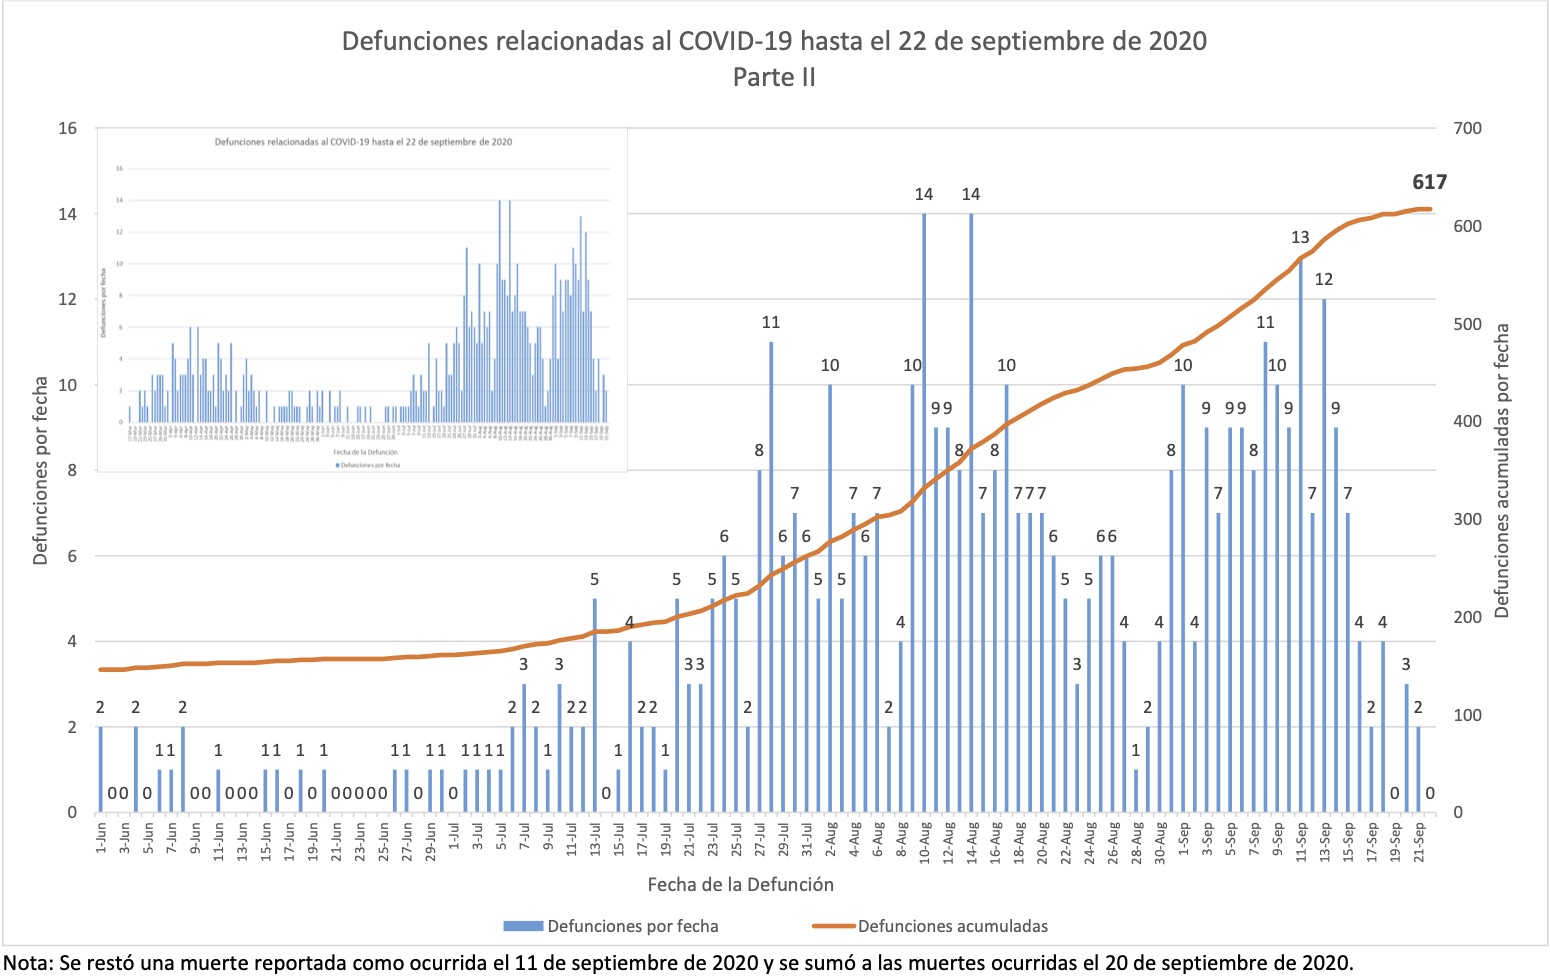 Defunciones relacionadas al COVID-19 hasta el 22 de septiembre de 2020
Parte II
16
14
12
10
8
6
4
2
0
Defunciones por fecha
700
600
500
400
300
200
100
0
Defunciones acumuladas por fecha
Defunciones relacionadas al COVID-19 hasta el 22 de septiembre de 2020
16
14
12
10
8
6
4
2
0
Defunciones por fecha
Fecha de la Defunción
Defunciones por fecha
617
2 0 0 2 0 1 1 2 0 0 1 0 0 0 1 1 0 1 0 1 0 0 0 0 0 1 1 0 1 1 0 1 1 1 1 2 3 2 1 3 2 2 5 0 1 4 2 2 1 5 3 3 5 6 5 2 8 11 6 7 6 5 10 5 7 6 7 2 4 10 14 9 9 8 14 7 8 10 7 7 7 6 5 3 5 6 6 4 1 2 4 8 10 4 9 7 9 9 8 11 10 9 13 7 12 9 7 4 2 4 0 3 2 0
1-Jun 3-Jun 5-Jun 7-Jun 9-Jun 11-Jun 13-Jun 15-Jun 17-Jun 19-Jun 21-Jun 23-Jun 25-Jun 27-Jun 29-Jun 1-Jul 3-Jul 5-Jul 7-Jul 9-Jul 11-Jul 13-Jul 15-Jul 17-Jul 19-Jul 21-Jul 23-Jul 25-Jul 27-Jul 29-Jul 31-Jul 2-Aug 4-Aug 6-Aug 8-Aug 10-Aug 12-Aug 14-Aug 16-Aug 18-Aug 20-Aug 22-Aug 24-Aug 26-Aug 28-Aug 30-Aug 1-Sep 3-Sep 5-Sep 7-Sep 9-Sep 11-Sep 13-Sep 15-Sep 17-Sep 19-Sep 21-Sep
Fecha de la Defunción
Defunciones por fecha Defunciones acumuladas
Nota: Se restó una muerte reportada como ocurrida el 11 de septiembre de 2020 y se sumó a las muertes ocurridas el 20 de septiembre de 2020.